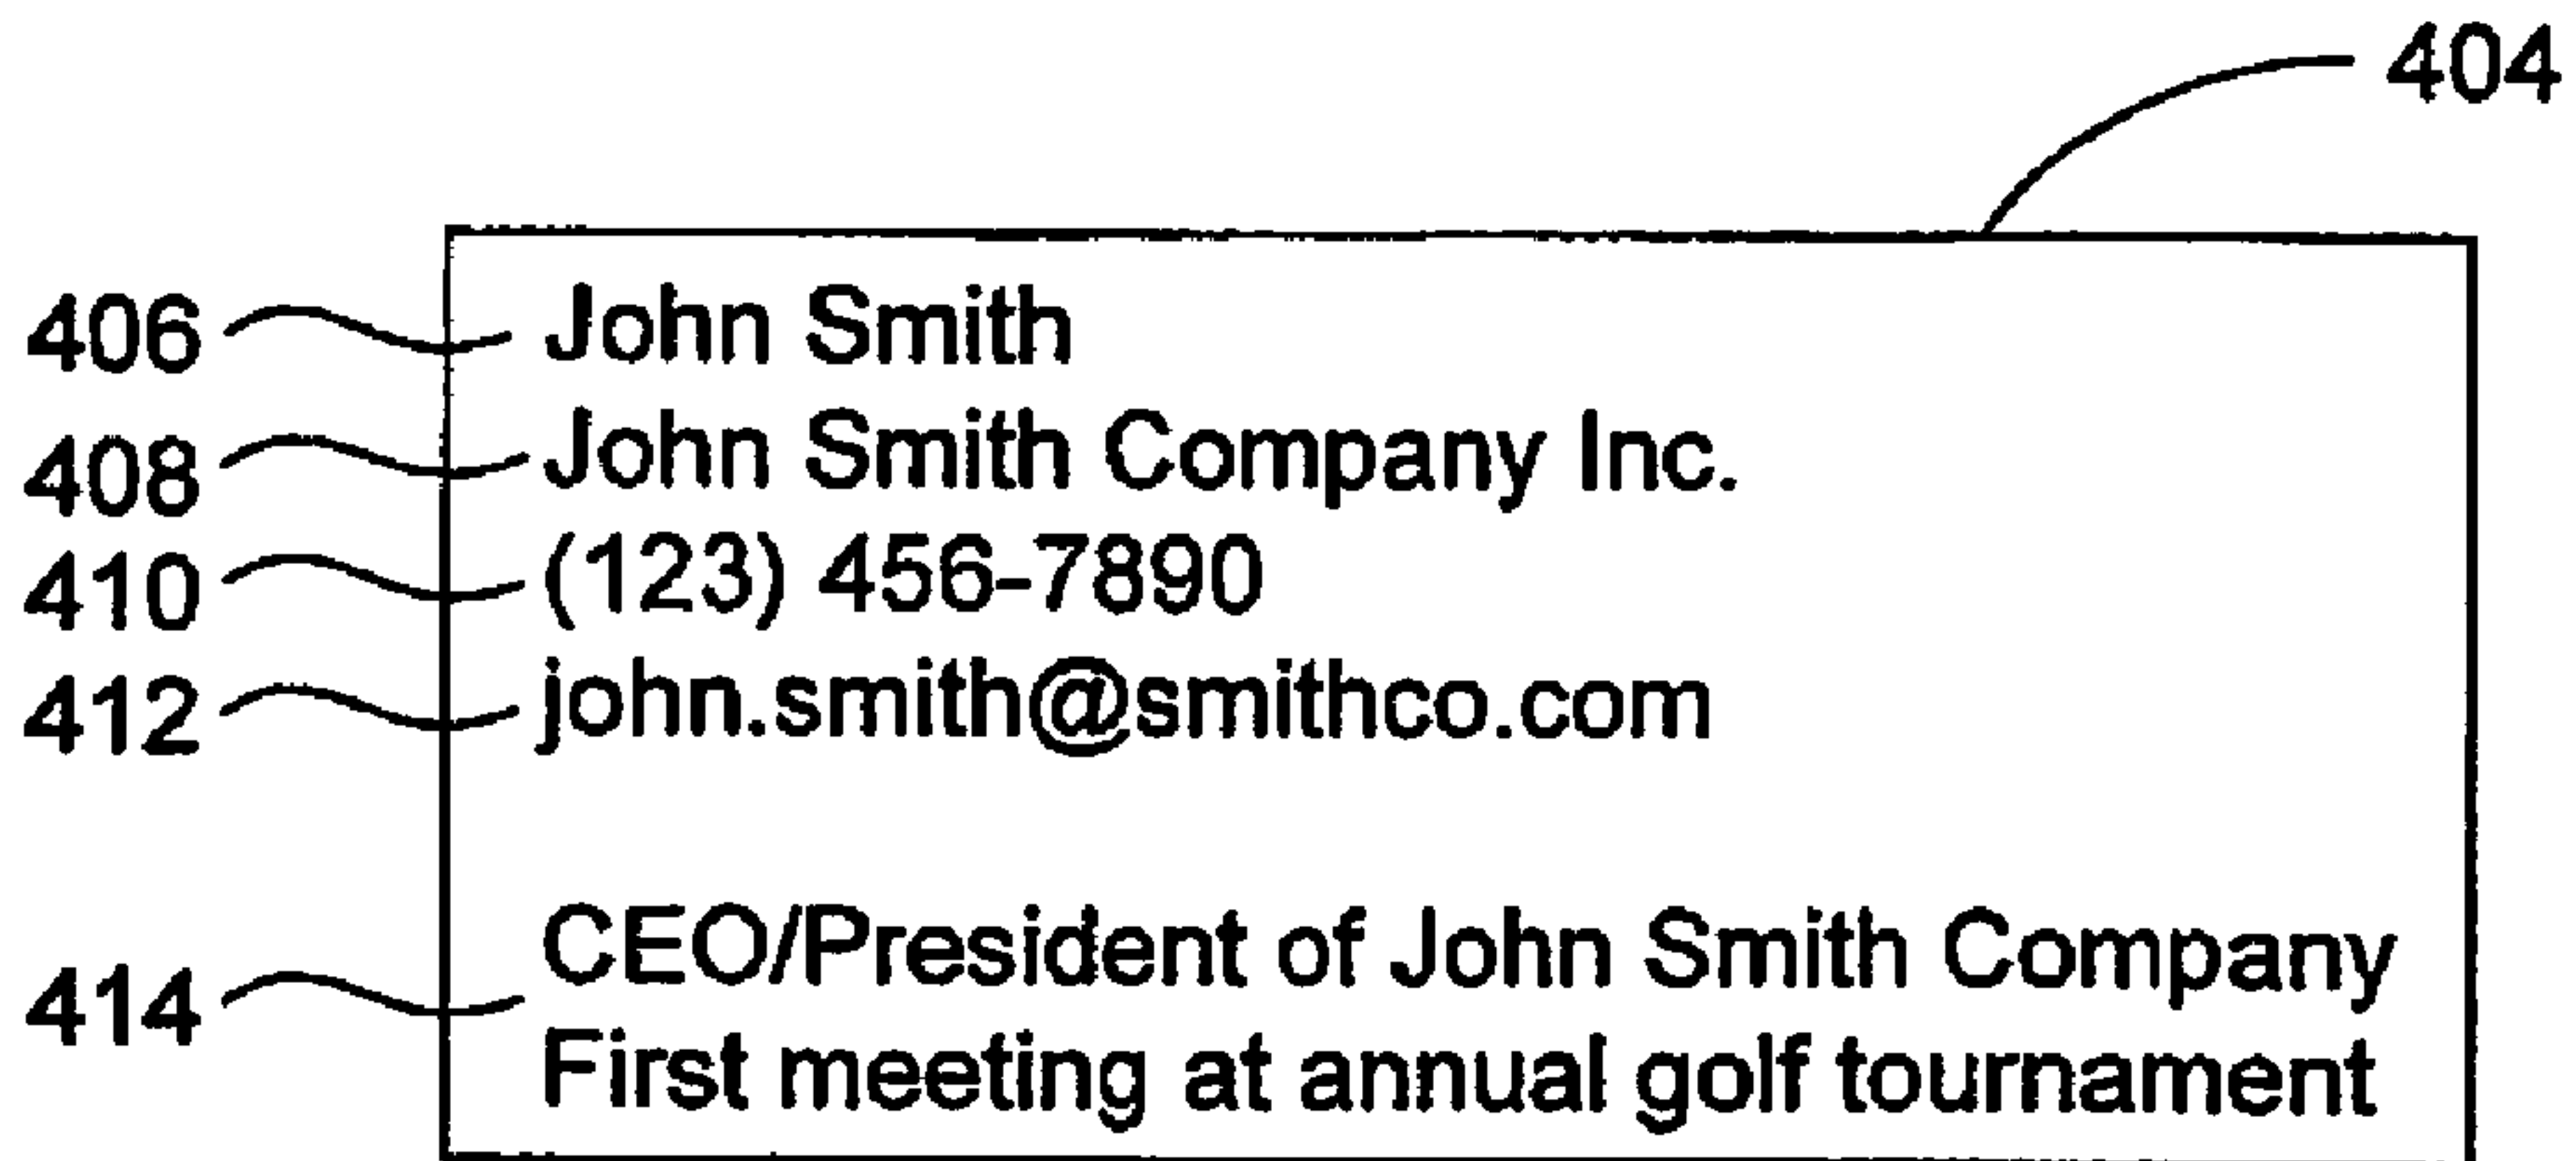 404
406 John Smith
408 John Smith Company Inc.
410 (123) 456-7890
412 john.smith@smithco.com
CEO/President of John Smith Company
414
First meeting at annual golf tournament